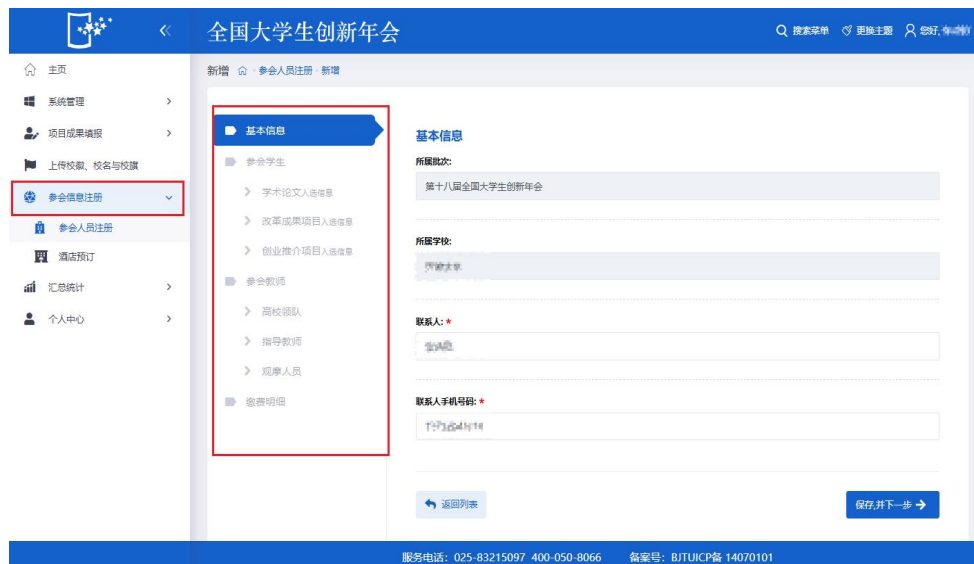 全国大学生创新年会
搜索菜单 更换主题 您好,
主页
系统管理
项目成果填报
上传校徽、校名与校旗
参会信息注册
参会人员注册
酒店预订
汇总统计
个人中心
新增 参会人员注册 · 新增
基本信息
参会学生
学术论文入选信息
改革成果项目入选信息
创业推介项目入选信息
参会教师
高校领队
指导教师
观摩人员
缴费明细
基本信息
所属批次:
第十八届全国大学生创新年会
所属学校:
联系人: *
联系人手机号码: *
返回列表
保存,并下一步
服务电话: 025-83215097 400-050-8066 备案号: BJTUICP备 14070101